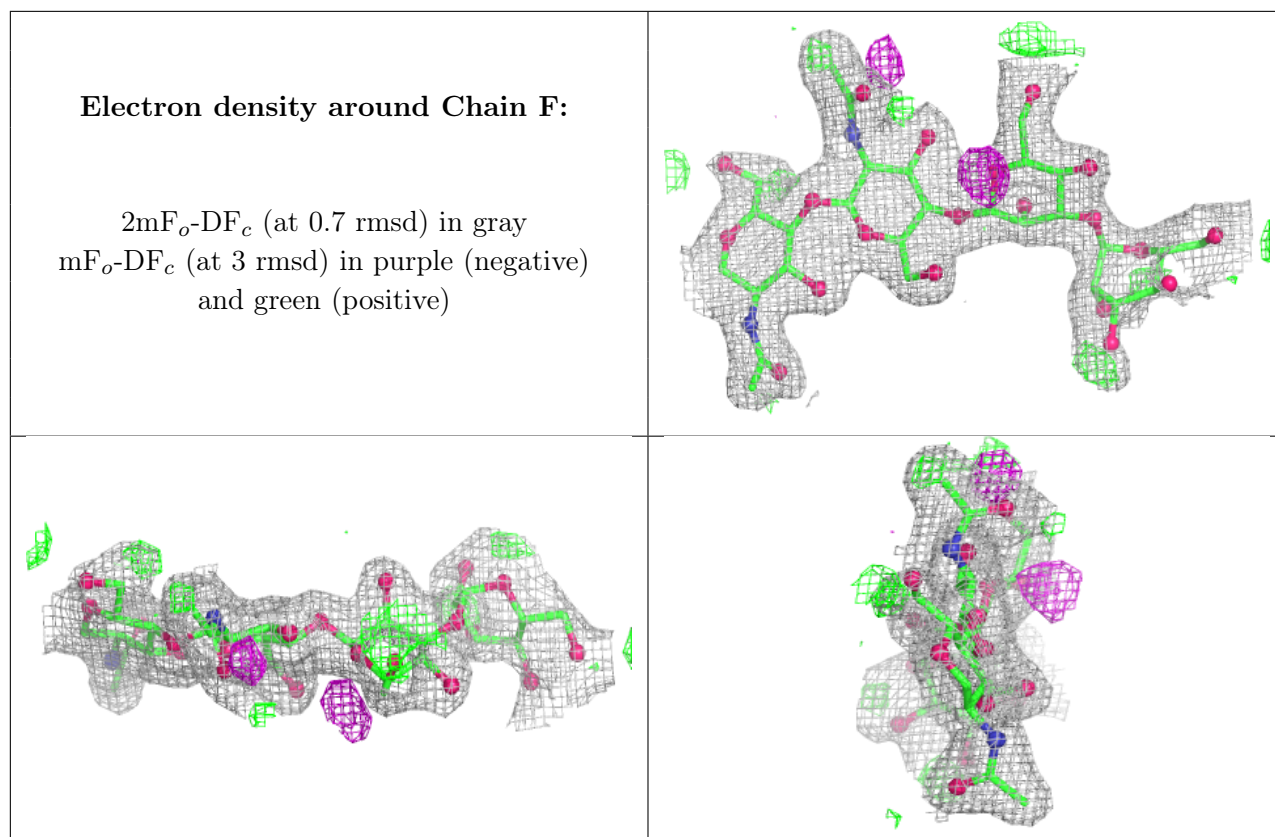 Electron density around Chain F:
2mFₒ-DF𝒸 (at 0.7 rmsd) in gray
mFₒ-DF𝒸 (at 3 rmsd) in purple (negative)
and green (positive)